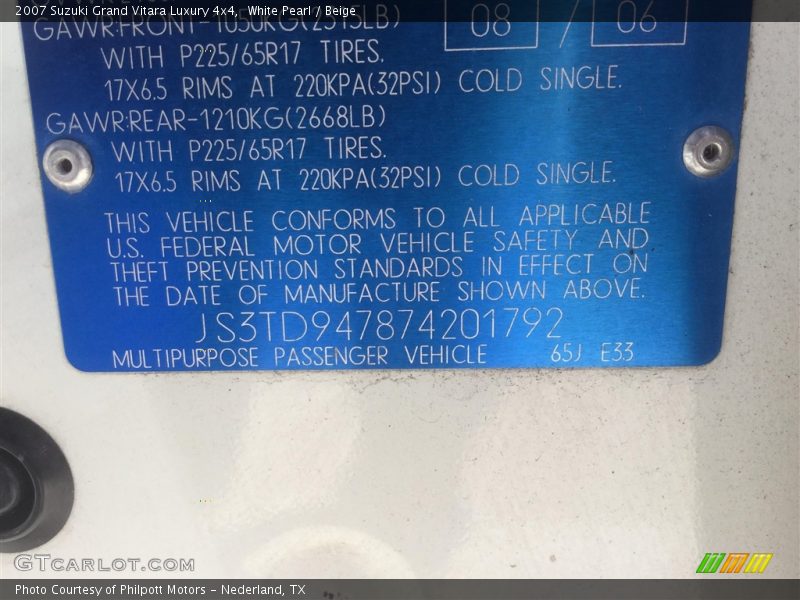 2007 Suzuki Grand Vitara Luxury 4x4, White Pearl / Beige
GAWR:FRONT-1050KG(2315LB)
08 / 06
WITH P225/65R17 TIRES.
17X6.5 RIMS AT 220KPA(32PSI) COLD SINGLE.
GAWR:REAR-1210KG(2668LB)
WITH P225/65R17 TIRES.
17X6.5 RIMS AT 220KPA(32PSI) COLD SINGLE.
THIS VEHICLE CONFORMS TO ALL APPLICABLE
U.S. FEDERAL MOTOR VEHICLE SAFETY AND
THEFT PREVENTION STANDARDS IN EFFECT ON
THE DATE OF MANUFACTURE SHOWN ABOVE.
JS3TD947874201792
MULTIPURPOSE PASSENGER VEHICLE 65J E33
GTCARLOT.COM
Photo Courtesy of Philpott Motors - Nederland, TX